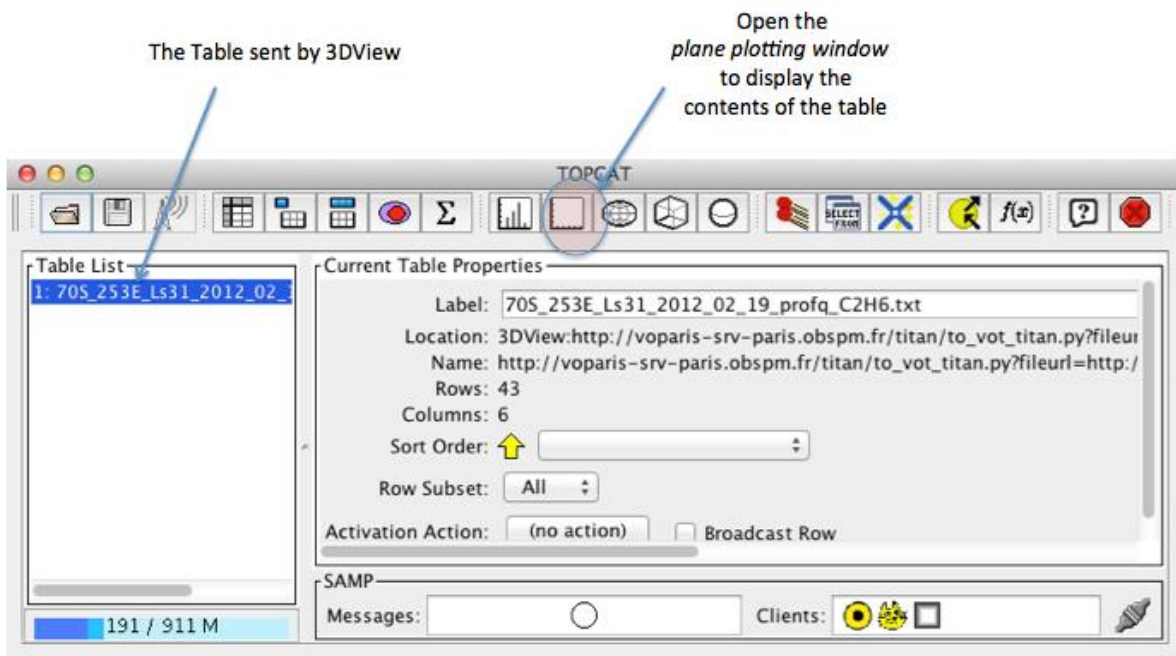 The Table sent by 3DView
Open the
plane plotting window
to display the
contents of the table
TOPCAT
SELECT
FROM
f(x)
?
Table List
1: 70S_253E_Ls31_2012_02_1
Current Table Properties
Label: 70S_253E_Ls31_2012_02_19_profq_C2H6.txt
Location: 3DView:http://voparis-srv-paris.obspm.fr/titan/to_vot_titan.py?fileur
Name: http://voparis-srv-paris.obspm.fr/titan/to_vot_titan.py?fileurl=http:/
Rows: 43
Columns: 6
Sort Order:
Row Subset: All
Activation Action: (no action) Broadcast Row
SAMP
Messages: Clients:
191 / 911 M